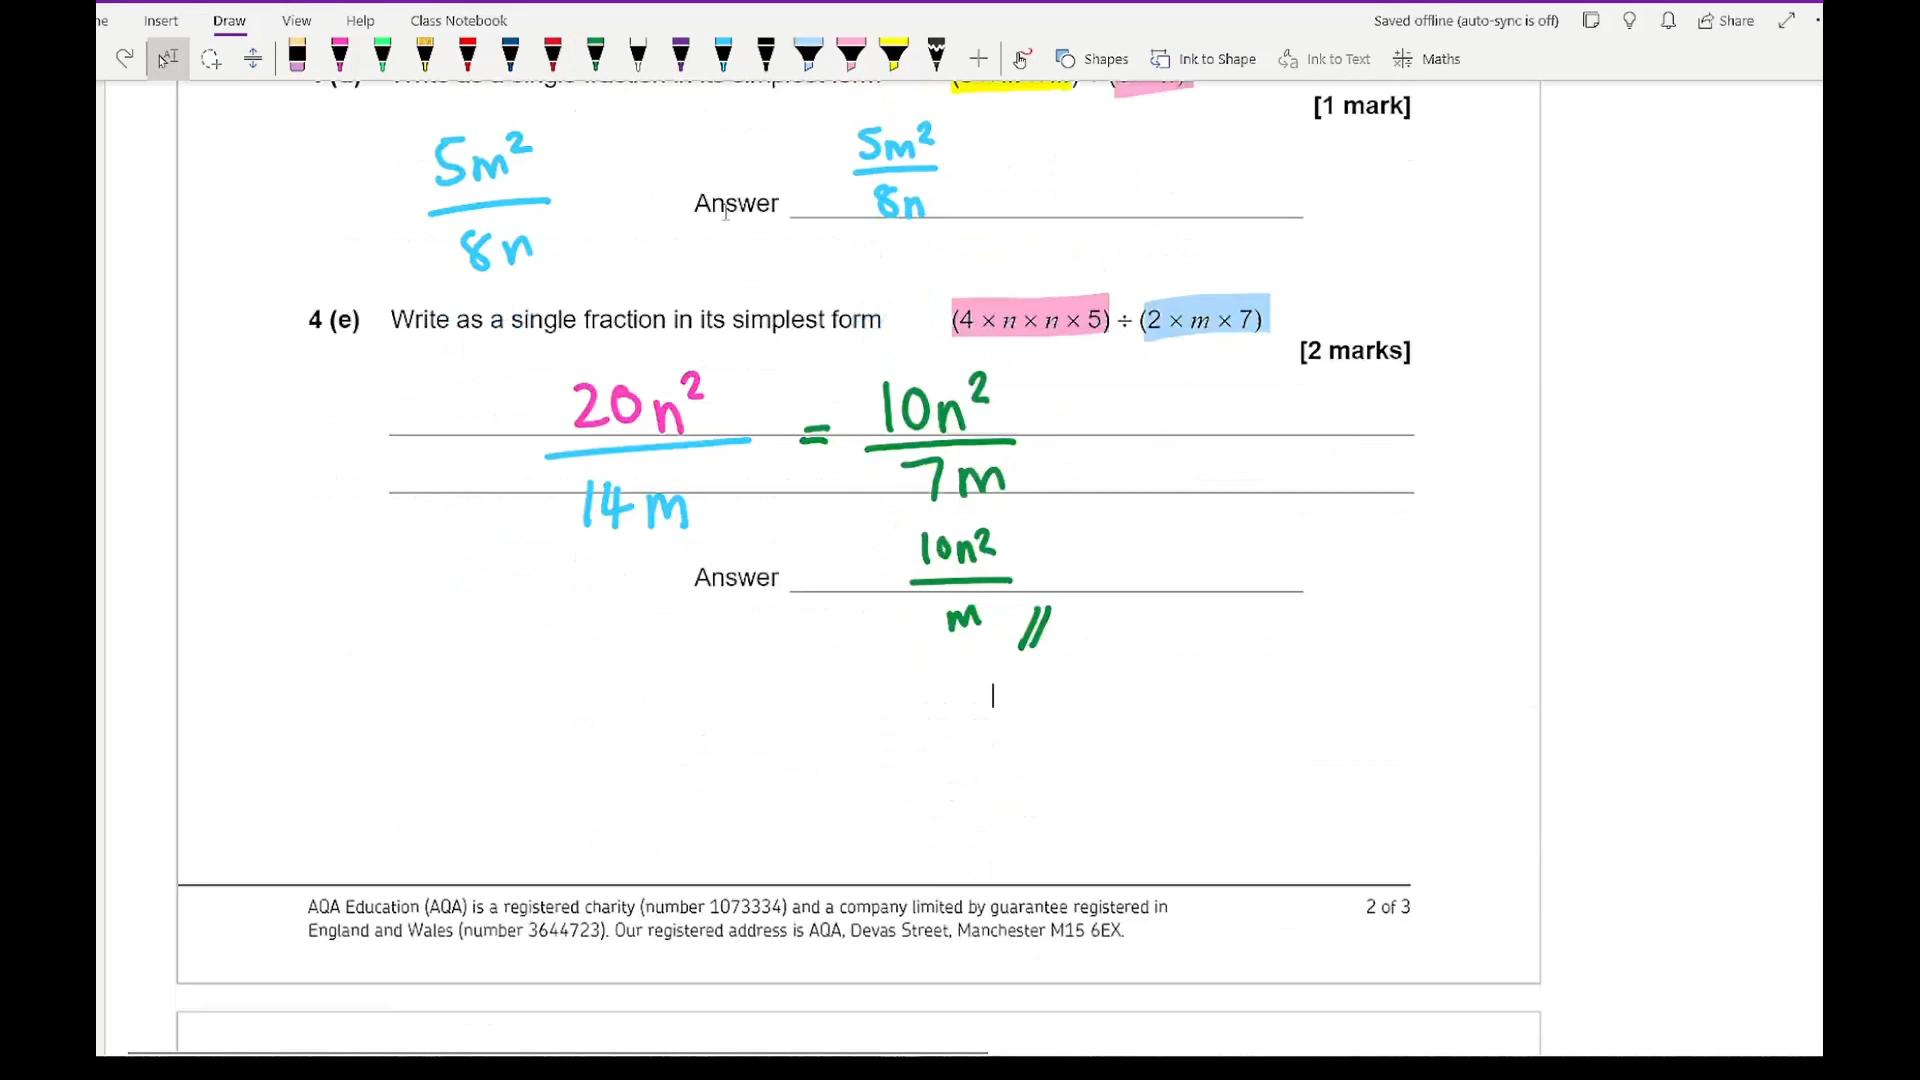 Insert Draw View Help Class Notebook Saved offline (auto-sync is off) Share
Shapes Ink to Shape Ink to Text Maths
[1 mark]
5m²
8n
Answer 5m²
8n
4 (e) Write as a single fraction in its simplest form (4 × n × n × 5) ÷ (2 × m × 7)
[2 marks]
20n² = 10n²
14m 7m
Answer 10n²
m //
AQA Education (AQA) is a registered charity (number 1073334) and a company limited by guarantee registered in 2 of 3
England and Wales (number 3644723). Our registered address is AQA, Devas Street, Manchester M15 6EX.